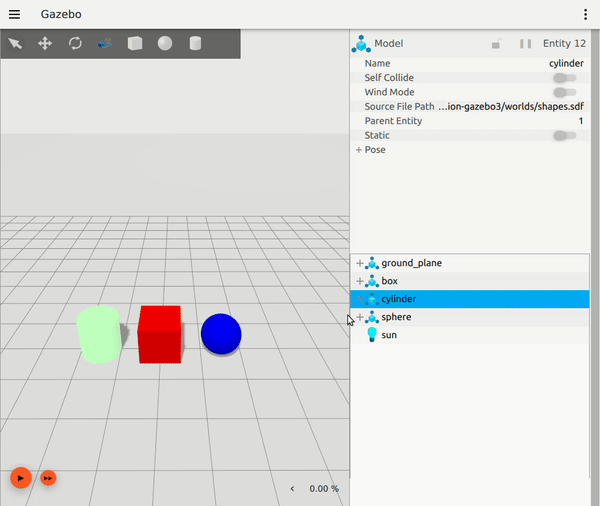 Gazebo
Model Entity 12
Name cylinder
Self Collide
Wind Mode
Source File Path ...ion-gazebo3/worlds/shapes.sdf
Parent Entity 1
Static
Pose
ground_plane
box
cylinder
sphere
sun
0.00 %